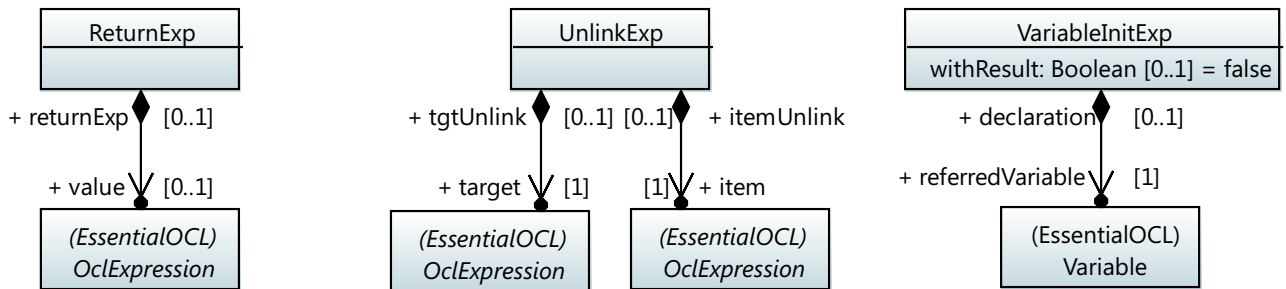 ReturnExp
+ returnExp [0..1]
+ value [0..1]
(EssentialOCL)
OclExpression
UnlinkExp
+ tgtUnlink [0..1] [0..1] + itemUnlink
+ target [1] [1] + item
(EssentialOCL) (EssentialOCL)
OclExpression OclExpression
VariableInitExp
withResult: Boolean [0..1] = false
+ declaration [0..1]
+ referredVariable [1]
(EssentialOCL)
Variable